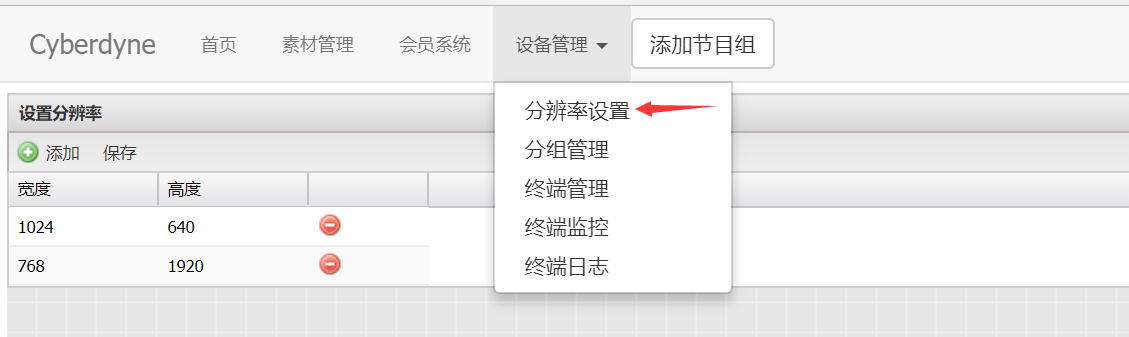 Cyberdyne 首页 素材管理 会员系统 设备管理 添加节目组
分辨率设置
分组管理
终端管理
终端监控
终端日志
设置分辨率
添加 保存
宽度 高度
1024 640
768 1920